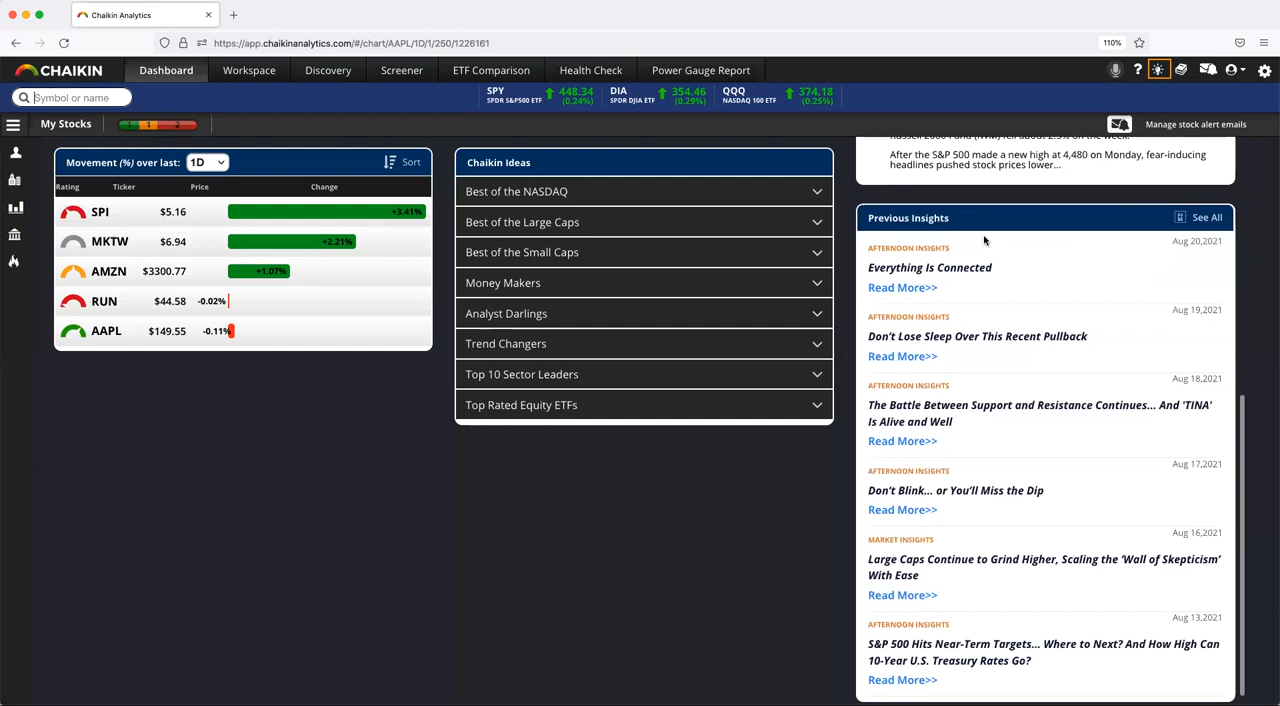 Chaikin Analytics
https://app.chaikinanalytics.com/#/chart/AAPL/1D/1/250/1226161
110%
CHAIKIN
Dashboard
Workspace
Discovery
Screener
ETF Comparison
Health Check
Power Gauge Report
Symbol or name
SPY 448.34
SPDR S&P500 ETF (0.24%)
DIA 354.46
SPDR DJIA ETF (0.29%)
QQQ 374.18
NASDAQ 100 ETF (0.25%)
My Stocks
1 1 2
Manage stock alert emails
Movement (%) over last: 1D
Sort
Rating Ticker Price Change
SPI $5.16 +3.41%
MKTW $6.94 +2.21%
AMZN $3300.77 +1.07%
RUN $44.58 -0.02%
AAPL $149.55 -0.11%
Chaikin Ideas
Best of the NASDAQ
Best of the Large Caps
Best of the Small Caps
Money Makers
Analyst Darlings
Trend Changers
Top 10 Sector Leaders
Top Rated Equity ETFs
After the S&P 500 made a new high at 4,480 on Monday, fear-inducing
headlines pushed stock prices lower...
Previous Insights
See All
AFTERNOON INSIGHTS
Aug 20,2021
Everything Is Connected
Read More>>
AFTERNOON INSIGHTS
Aug 19,2021
Don't Lose Sleep Over This Recent Pullback
Read More>>
AFTERNOON INSIGHTS
Aug 18,2021
The Battle Between Support and Resistance Continues... And 'TINA'
Is Alive and Well
Read More>>
AFTERNOON INSIGHTS
Aug 17,2021
Don't Blink... or You'll Miss the Dip
Read More>>
MARKET INSIGHTS
Aug 16,2021
Large Caps Continue to Grind Higher, Scaling the 'Wall of Skepticism'
With Ease
Read More>>
AFTERNOON INSIGHTS
Aug 13,2021
S&P 500 Hits Near-Term Targets... Where to Next? And How High Can
10-Year U.S. Treasury Rates Go?
Read More>>